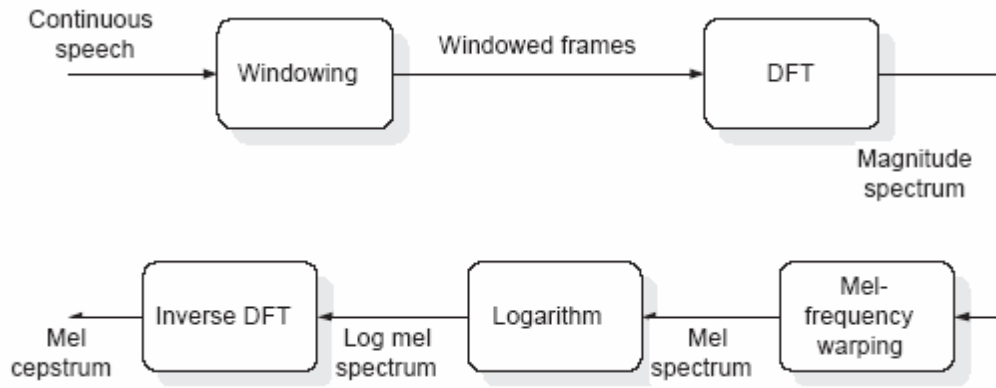 Continuous
speech
Windowing
Windowed frames
DFT
Magnitude
spectrum
Mel-
frequency
warping
Mel
spectrum
Logarithm
Log mel
spectrum
Inverse DFT
Mel
cepstrum